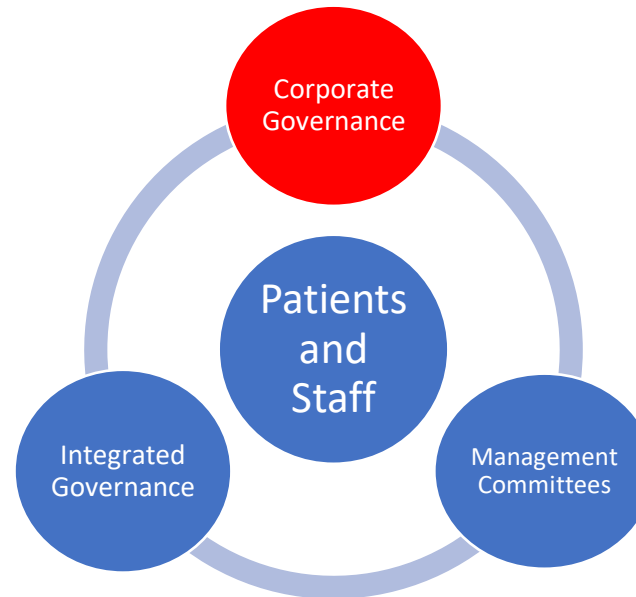 Corporate
Governance
Patients
and
Staff
Integrated
Governance
Management
Committees